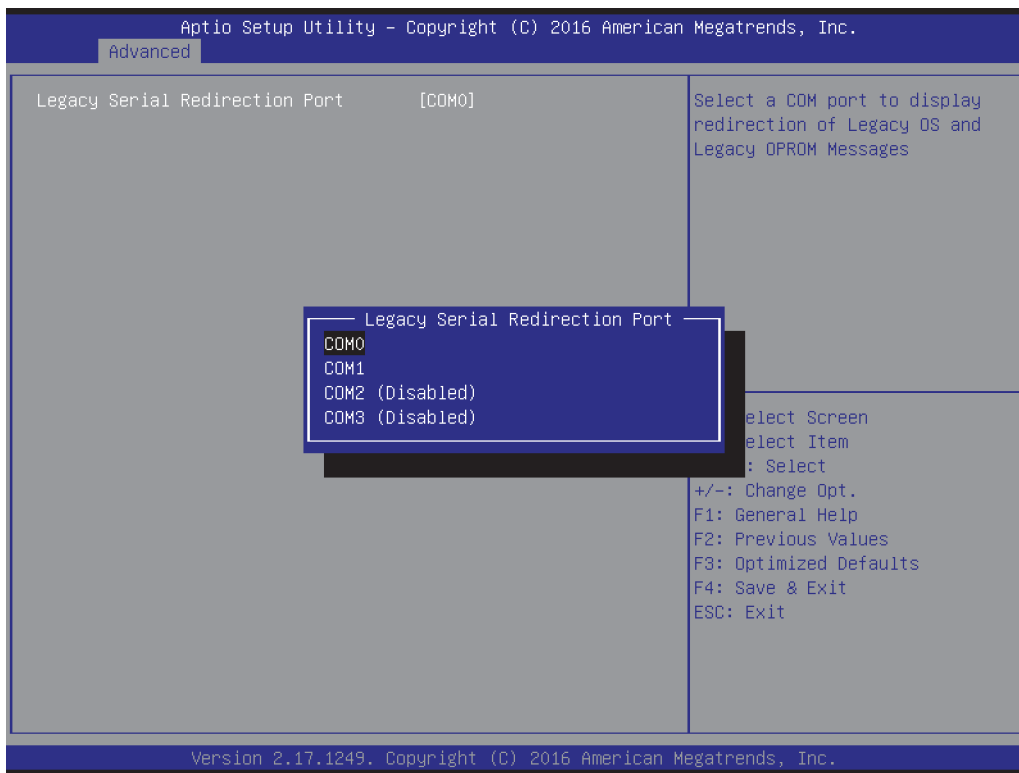 Aptio Setup Utility – Copyright (C) 2016 American Megatrends, Inc.
Advanced
Legacy Serial Redirection Port [COM0]
Select a COM port to display
redirection of Legacy OS and
Legacy OPROM Messages
Legacy Serial Redirection Port
COM0
COM1
COM2 (Disabled)
COM3 (Disabled)
elect Screen
elect Item
: Select
+/-: Change Opt.
F1: General Help
F2: Previous Values
F3: Optimized Defaults
F4: Save & Exit
ESC: Exit
Version 2.17.1249. Copyright (C) 2016 American Megatrends, Inc.